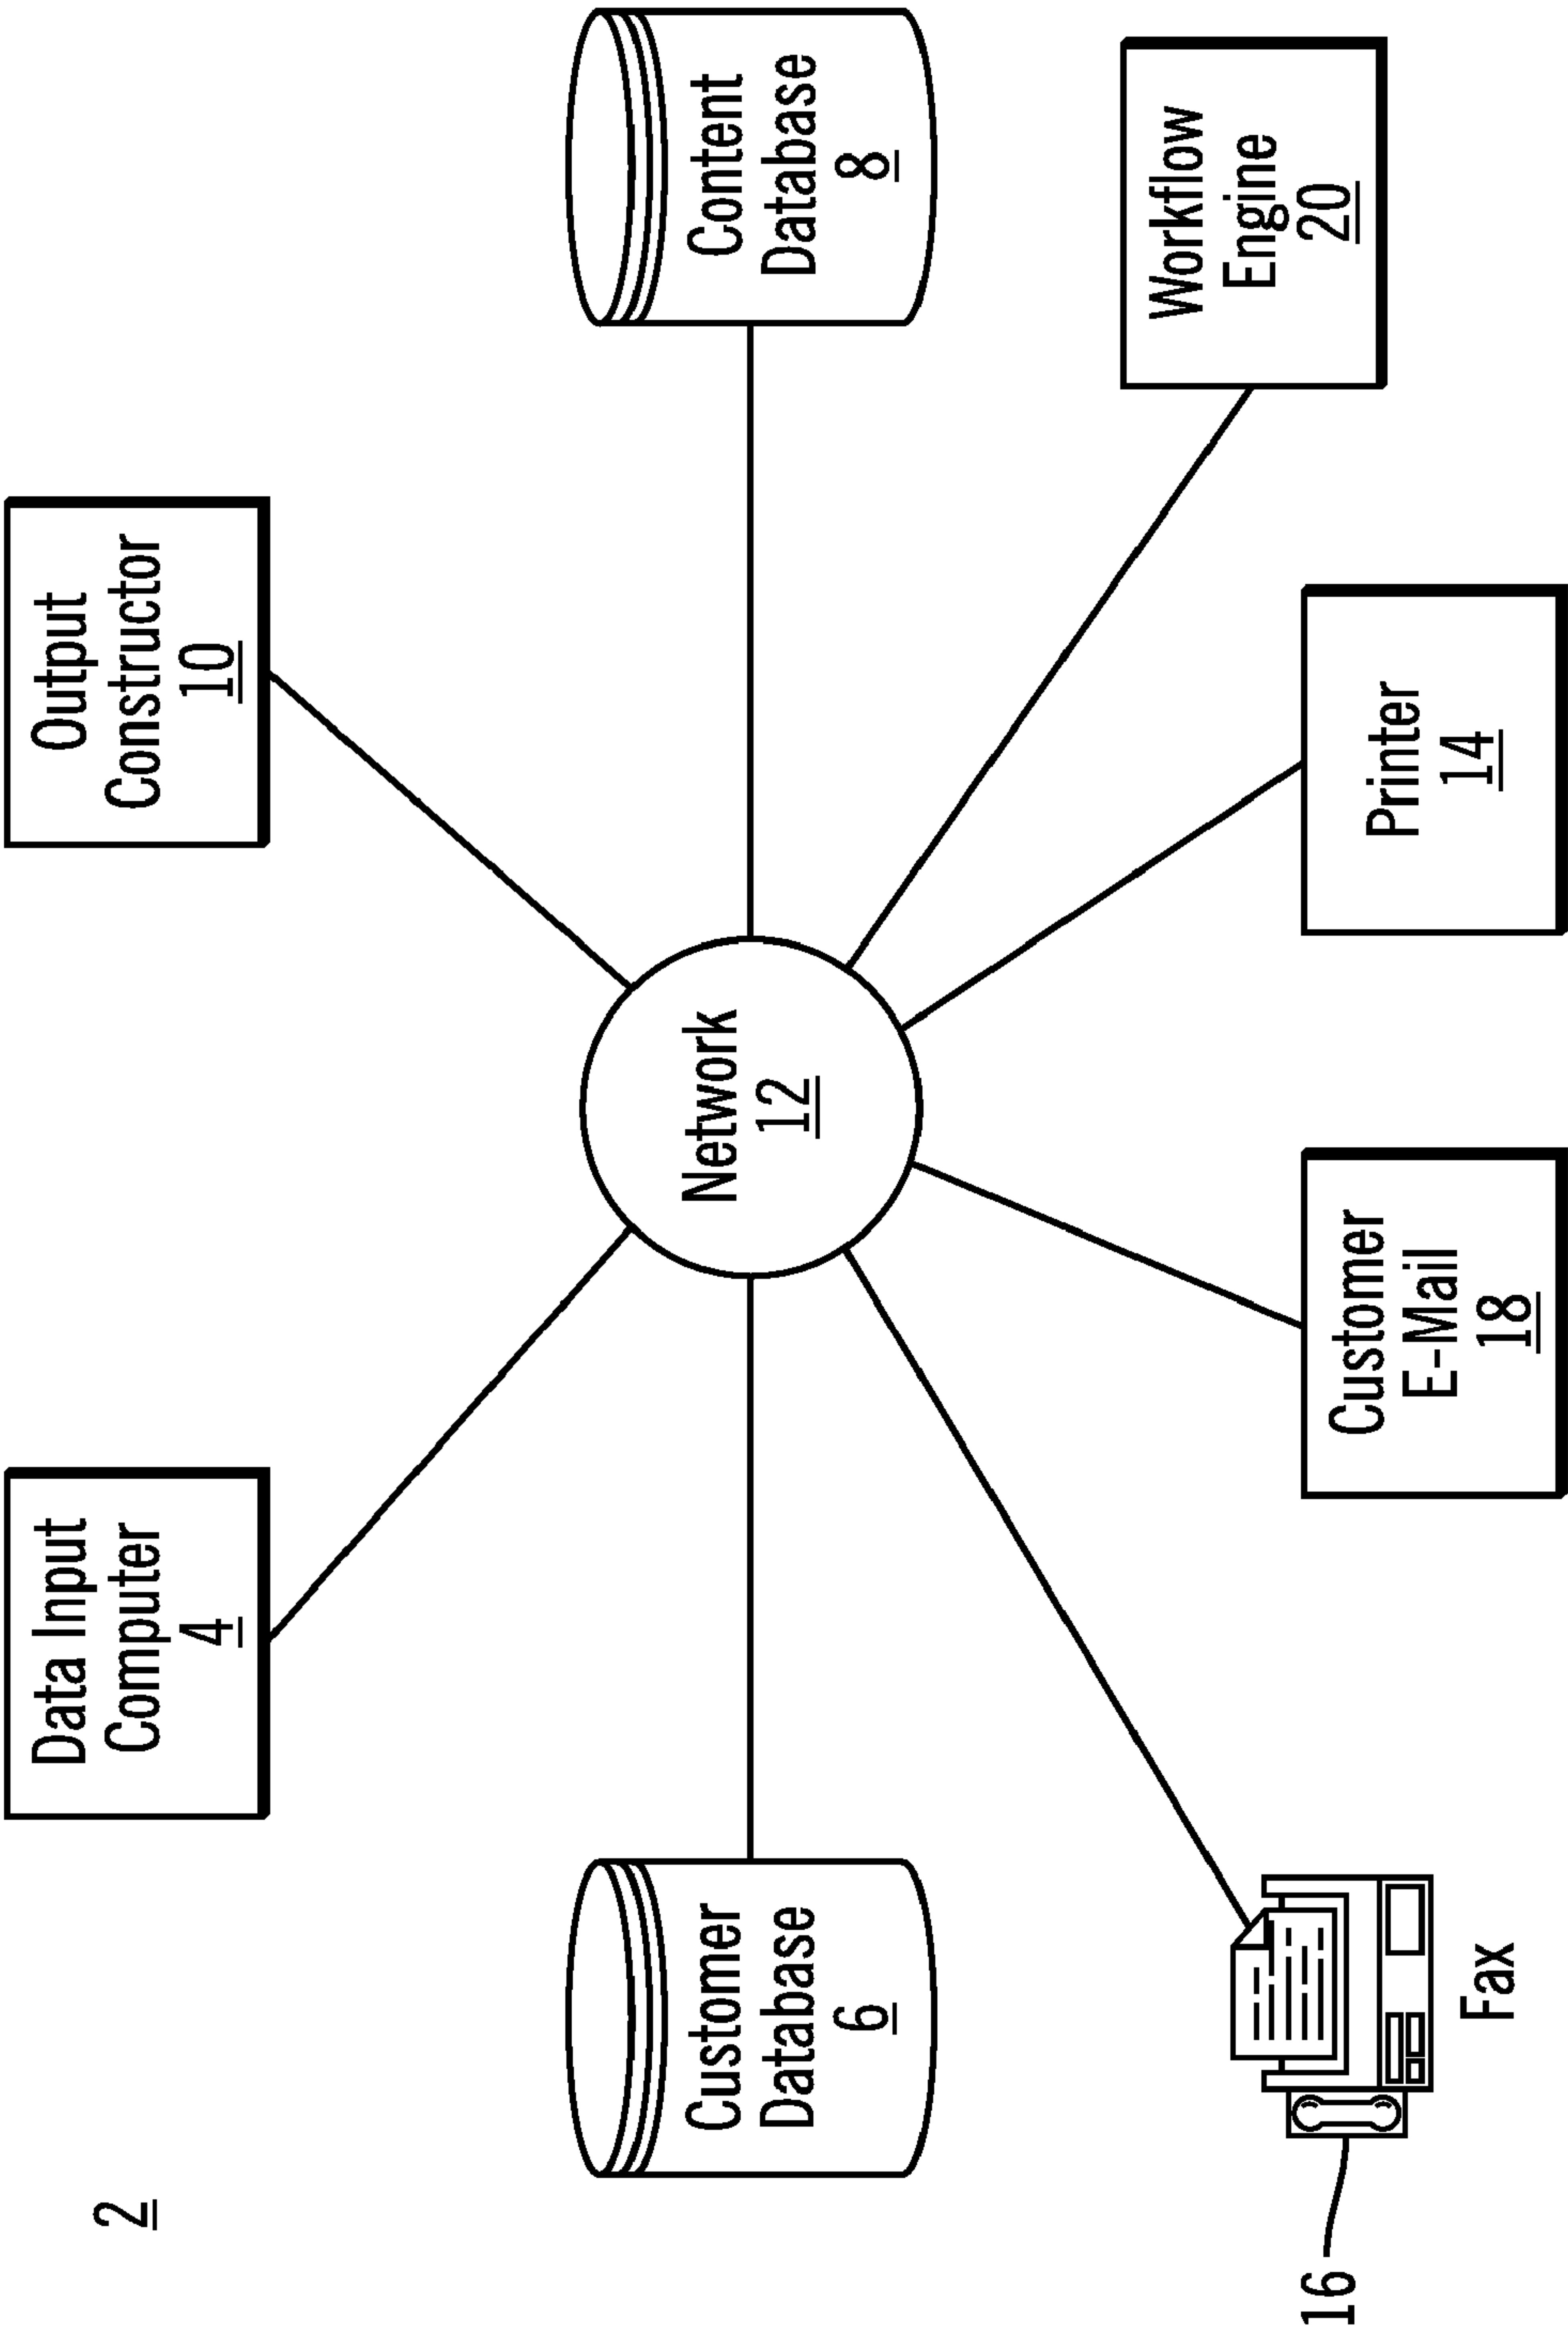 2
Data Input
Computer
4
Output
Constructor
10
Customer
Database
6
Network
12
Content
Database
8
16
Fax
Customer
E-Mail
18
Printer
14
Workflow
Engine
20